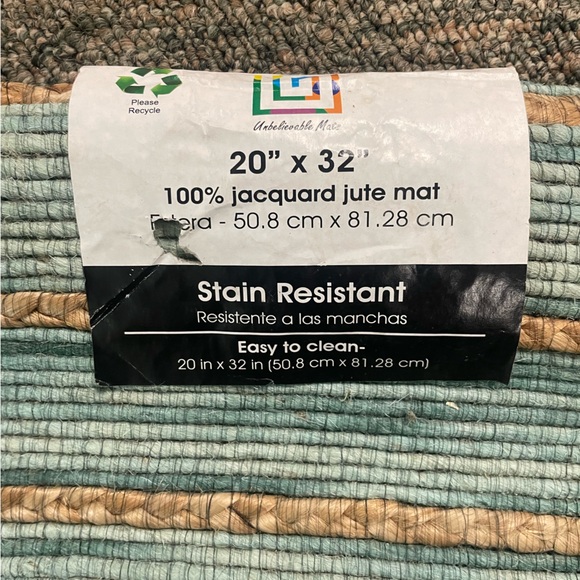 Please
Recycle
Unbelievable Mats
20” x 32”
100% jacquard jute mat
- 50.8 cm x 81.28 cm
Stain Resistant
Resistente a las manchas
Easy to clean-
20 in x 32 in (50.8 cm x 81.28 cm)